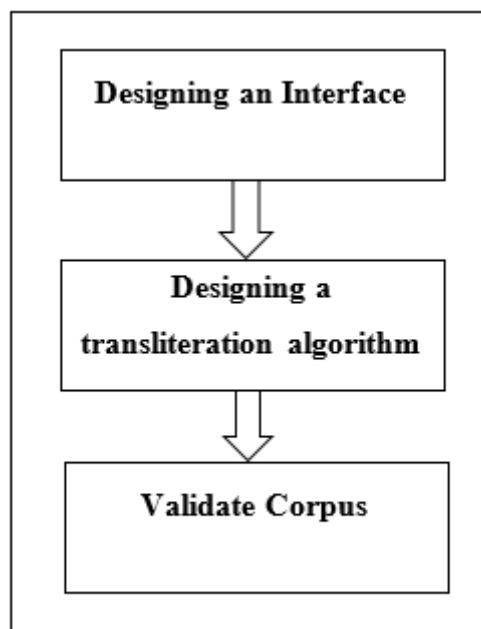 Designing an Interface
Designing a
transliteration algorithm
Validate Corpus